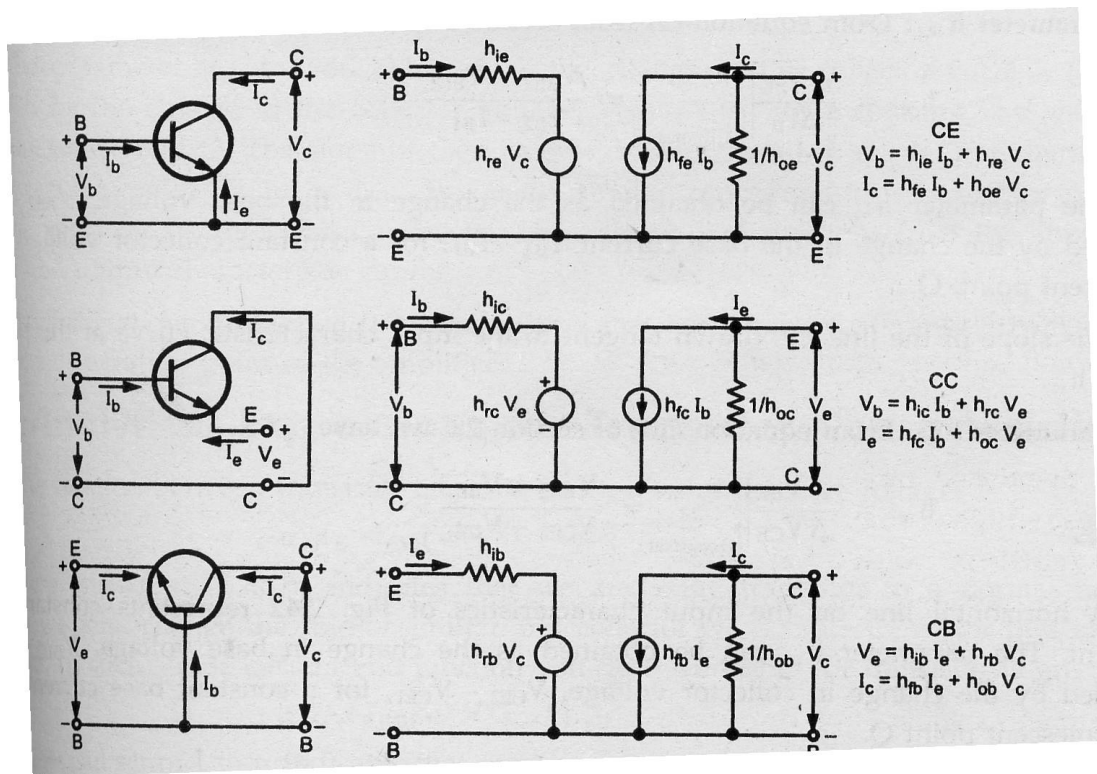 C
+
Ic
B
+
Ib
Vb
Vc
Ie
−
E
E
−
Ib
hie
+
B
hre Vc
hfe Ib
1/hoe
Ic
+
C
Vc
−
E
−
E
CE
Vb = hie Ib + hre Vc
Ic = hfe Ib + hoe Vc
Ic
B
+
Ib
Vb
E
+
Ie
Ve
−
C
C
−
Ib
hic
+
B
Vb
+
hrc Ve
hfc Ib
1/hoc
Ie
+
E
Ve
−
C
C
−
CC
Vb = hic Ib + hrc Ve
Ie = hfc Ib + hoc Ve
E
+
Ic
C
+
Ic
Ve
Vc
Ib
−
B
−
B
Ie
hib
+
E
+
hrb Vc
−
hfb Ie
1/hob
Ic
+
C
Vc
−
B
−
B
CB
Ve = hib Ie + hrb Vc
Ic = hfb Ie + hob Vc